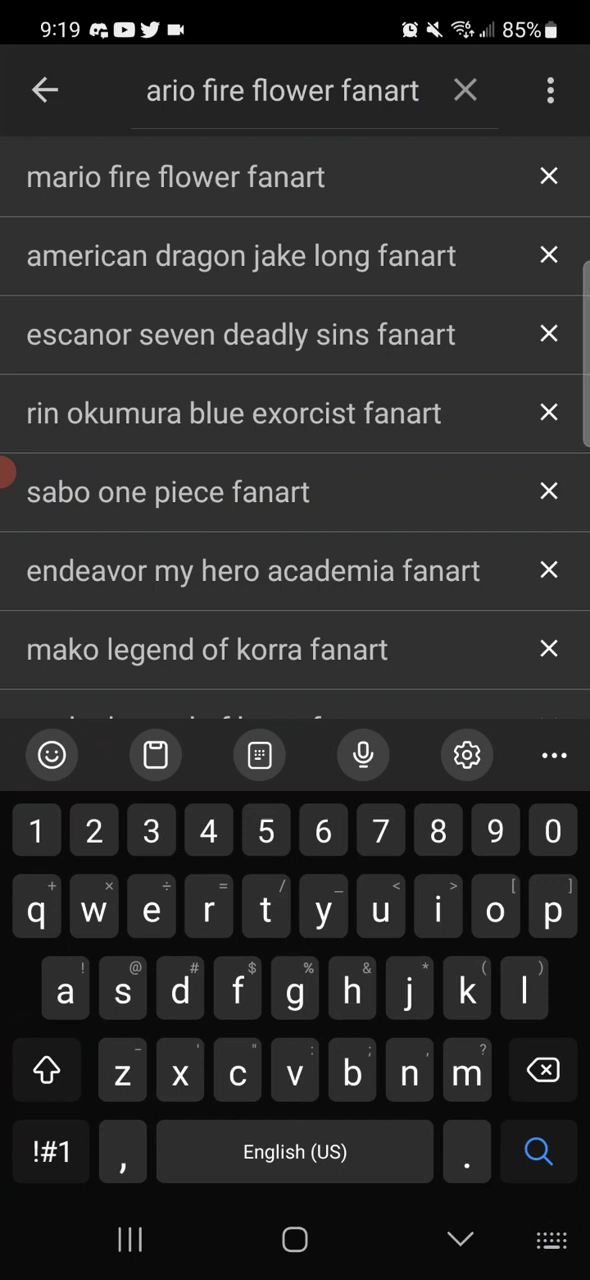 9:19 85%
ario fire flower fanart
mario fire flower fanart
american dragon jake long fanart
escanor seven deadly sins fanart
rin okumura blue exorcist fanart
sabo one piece fanart
endeavor my hero academia fanart
mako legend of korra fanart
1 2 3 4 5 6 7 8 9 0
+ × ÷ = / _ < > [ ]
q w e r t y u i o p
! @ # $ % & * ( )
a s d f g h j k l
- ' " : ; , ?
z x c v b n m
!#1 , English (US) .